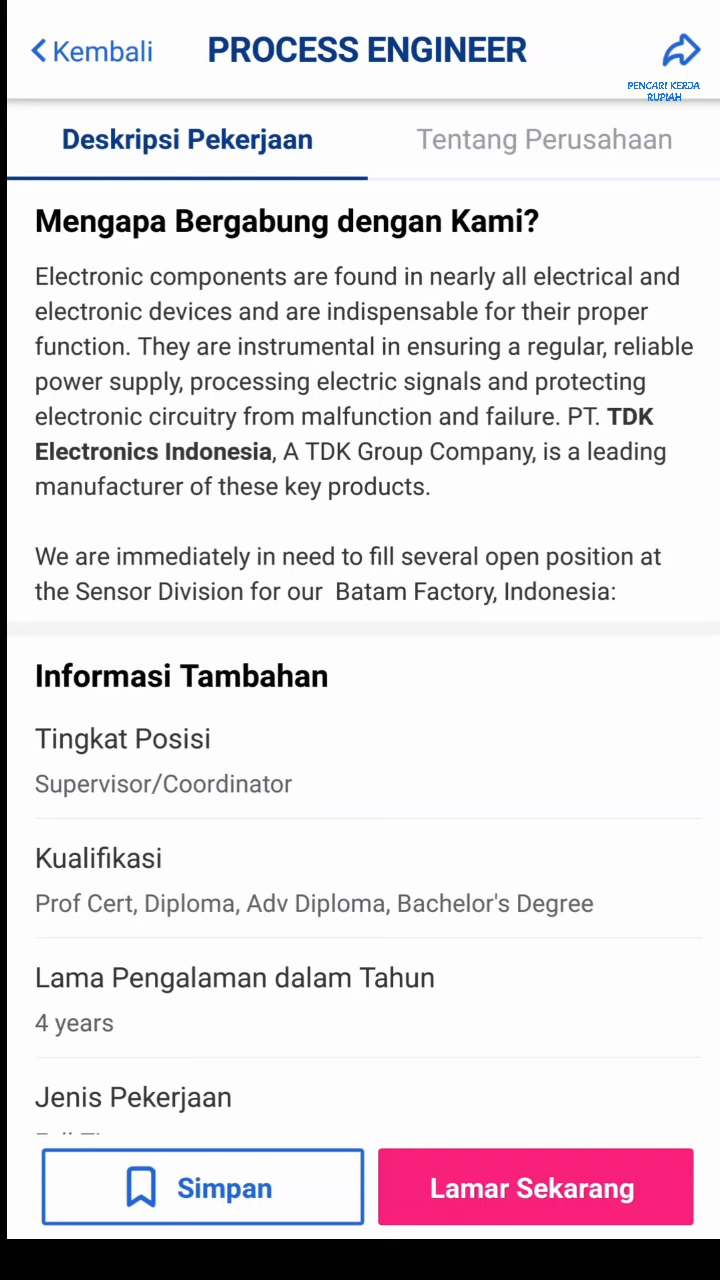 Kembali
PROCESS ENGINEER
PENCARI KERJA
RUPIAH
Deskripsi Pekerjaan
Tentang Perusahaan
Mengapa Bergabung dengan Kami?
Electronic components are found in nearly all electrical and
electronic devices and are indispensable for their proper
function. They are instrumental in ensuring a regular, reliable
power supply, processing electric signals and protecting
electronic circuitry from malfunction and failure. PT. TDK
Electronics Indonesia, A TDK Group Company, is a leading
manufacturer of these key products.
We are immediately in need to fill several open position at
the Sensor Division for our  Batam Factory, Indonesia:
Informasi Tambahan
Tingkat Posisi
Supervisor/Coordinator
Kualifikasi
Prof Cert, Diploma, Adv Diploma, Bachelor's Degree
Lama Pengalaman dalam Tahun
4 years
Jenis Pekerjaan
Simpan
Lamar Sekarang